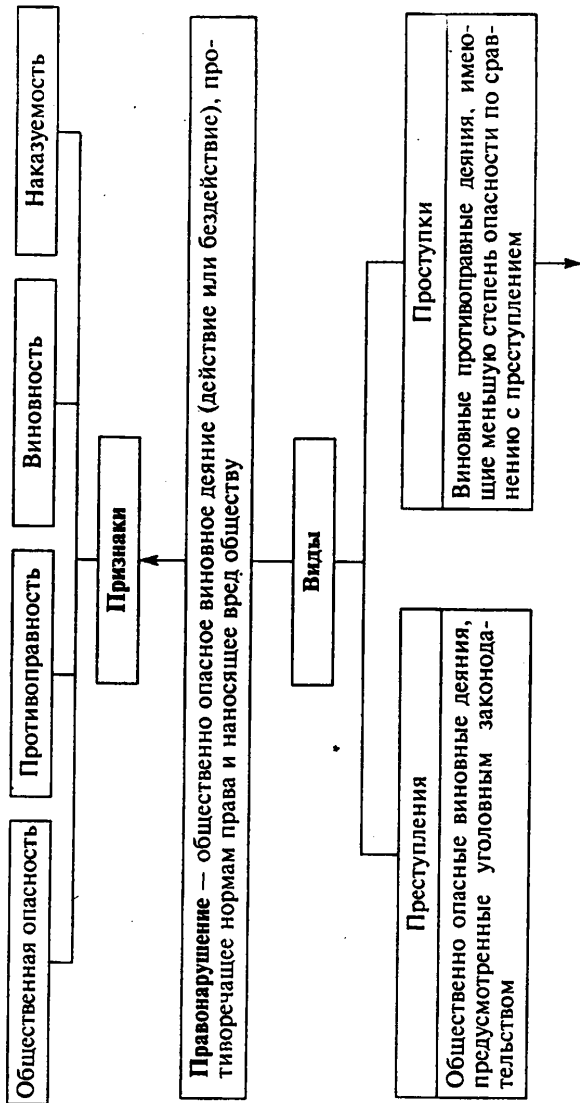 Общественная опасность
Противоправность
Виновность
Наказуемость
Признаки
Правонарушение — общественно опасное виновное деяние (действие или бездействие), про-
тиворечащее нормам права и наносящее вред обществу
Виды
Преступления
Общественно опасные виновные деяния,
предусмотренные уголовным законода-
тельством
Проступки
Виновные противоправные деяния, имею-
щие меньшую степень опасности по срав-
нению с преступлением